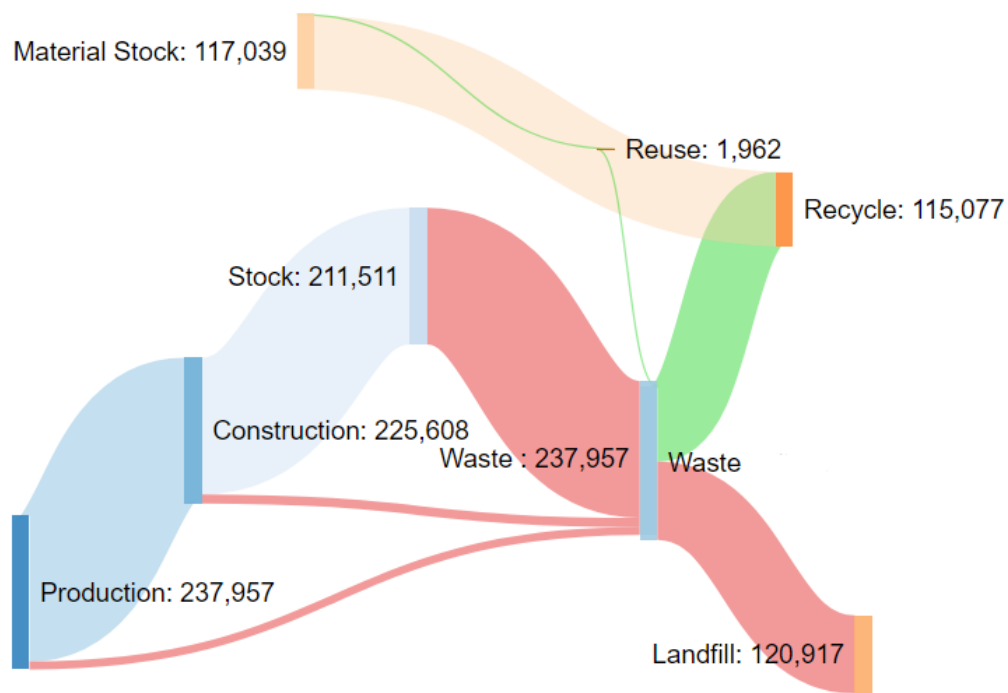 Material Stock: 117,039
Reuse: 1,962
Recycle: 115,077
Stock: 211,511
Construction: 225,608
Waste : 237,957
Waste
Production: 237,957
Landfill: 120,917